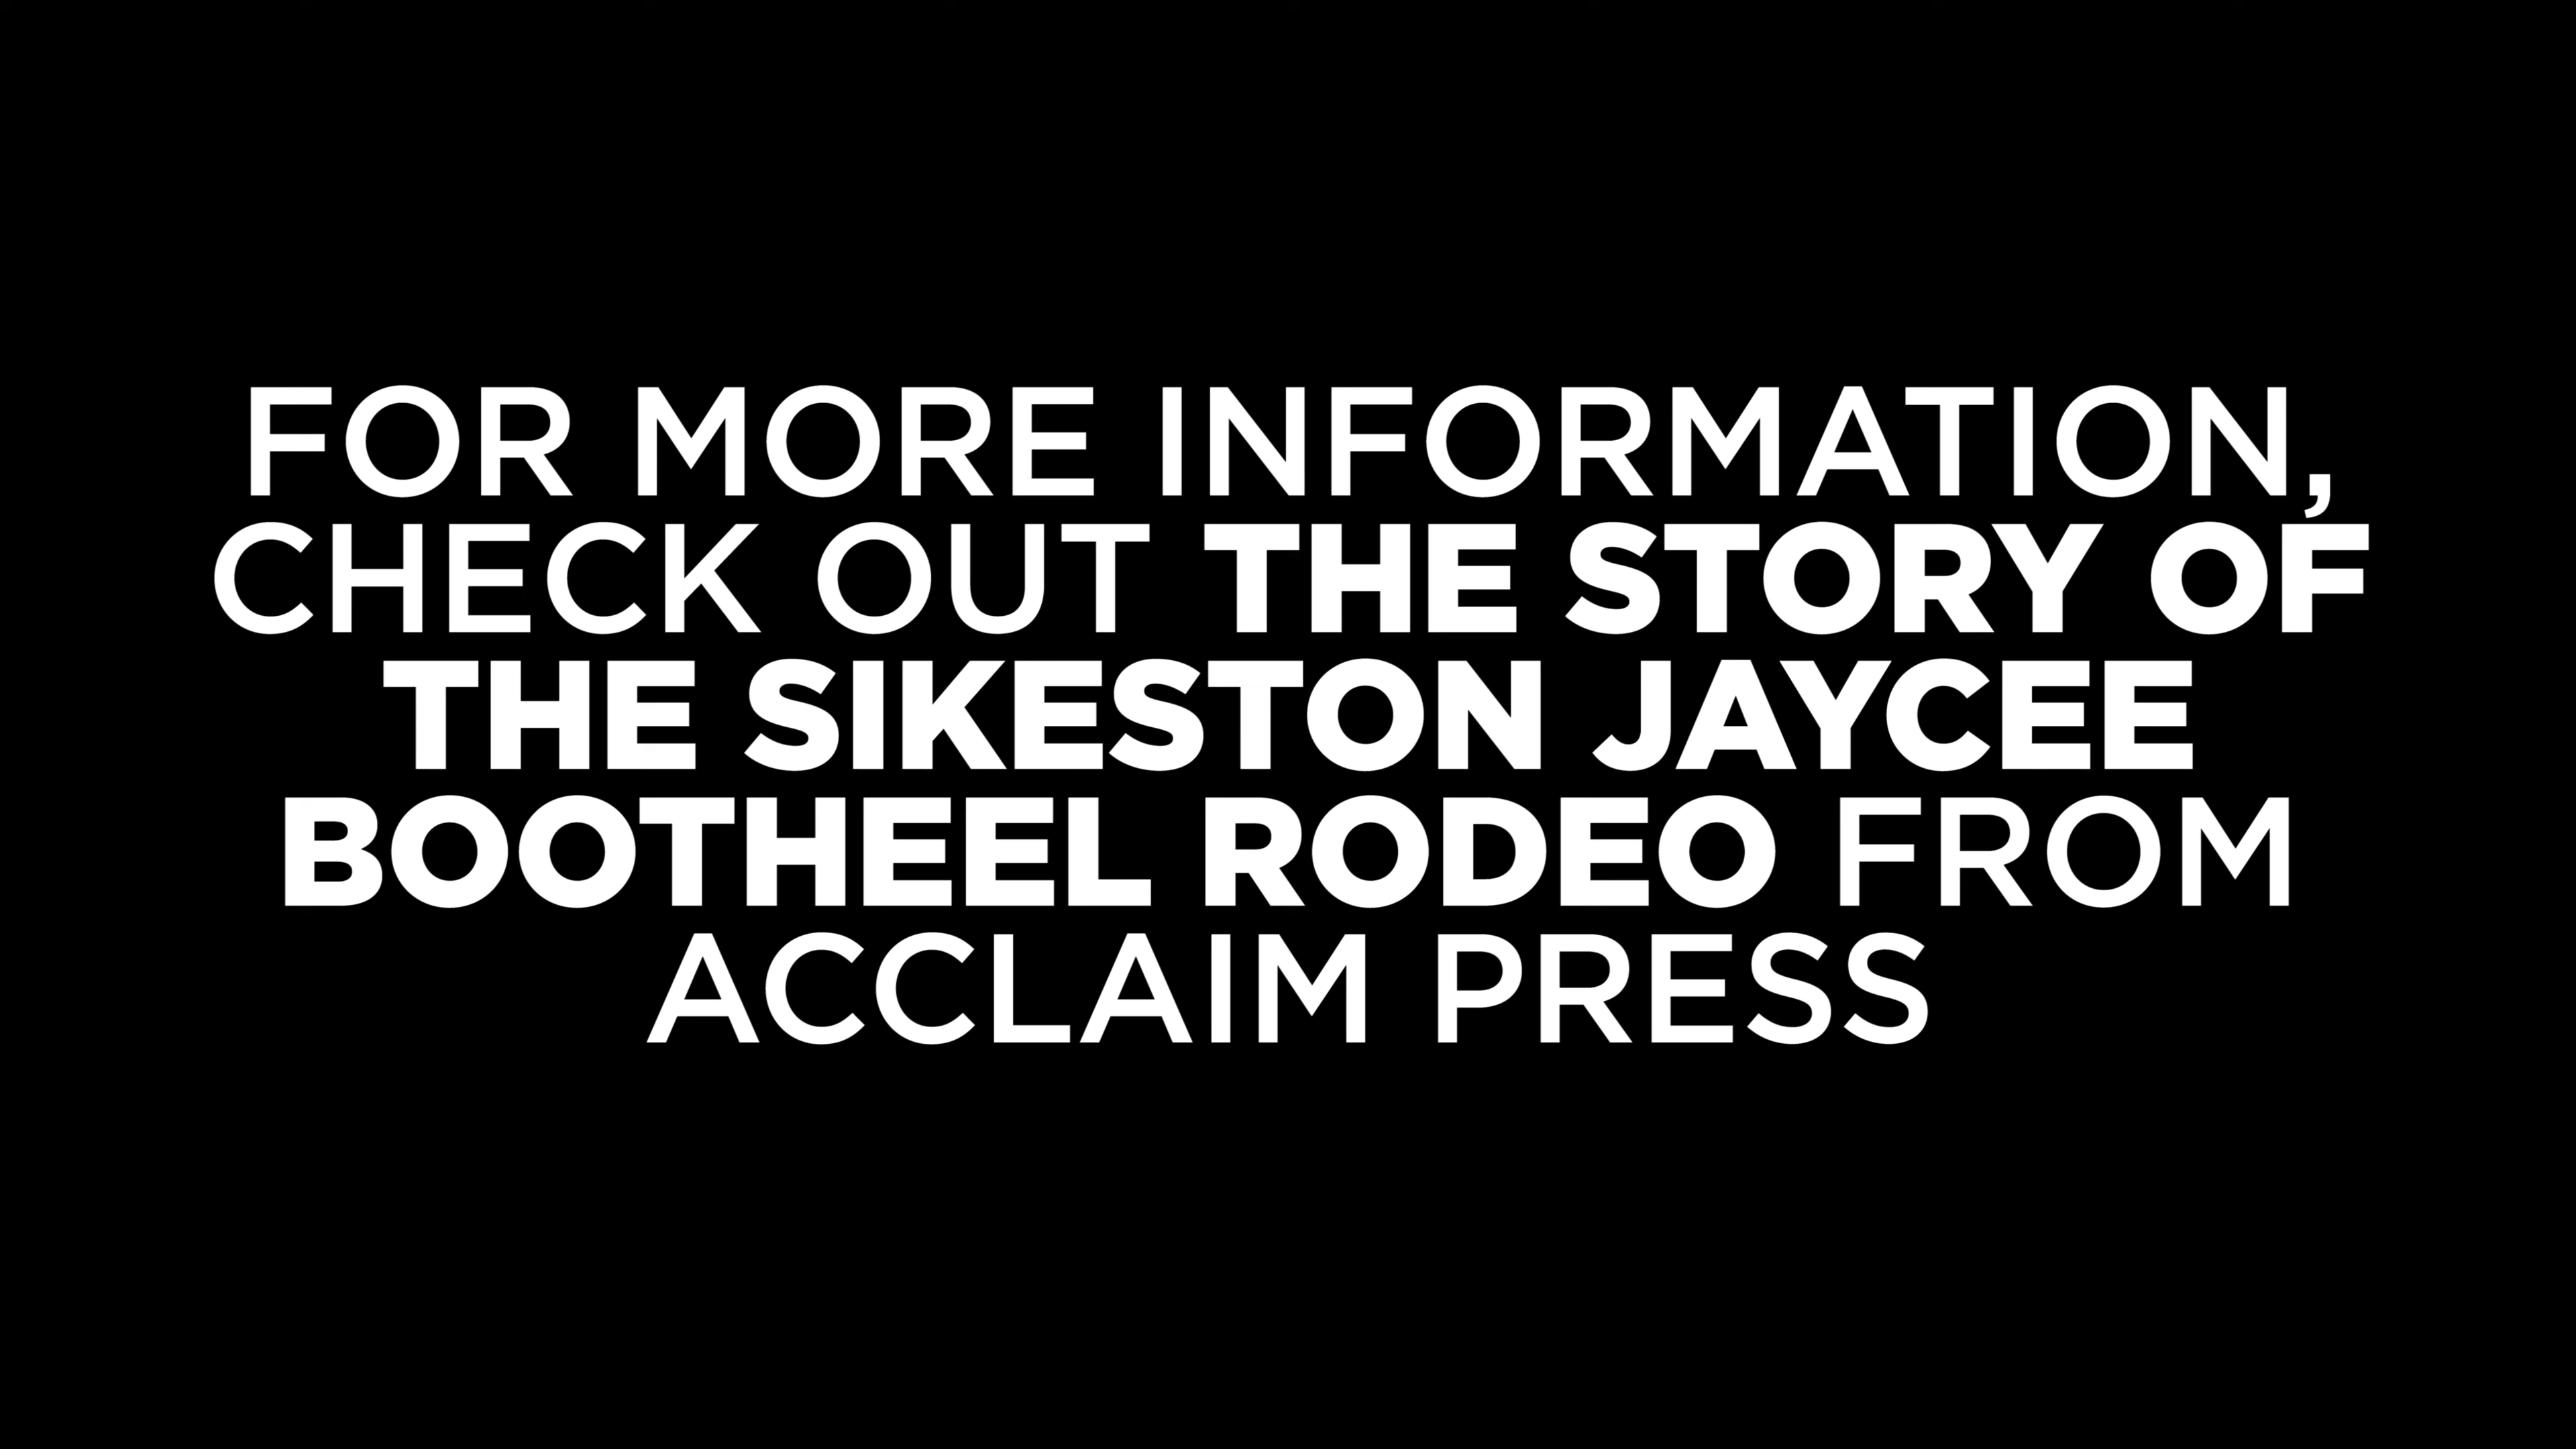 FOR MORE INFORMATION,
CHECK OUT THE STORY OF
THE SIKESTON JAYCEE
BOOTHEEL RODEO FROM
ACCLAIM PRESS